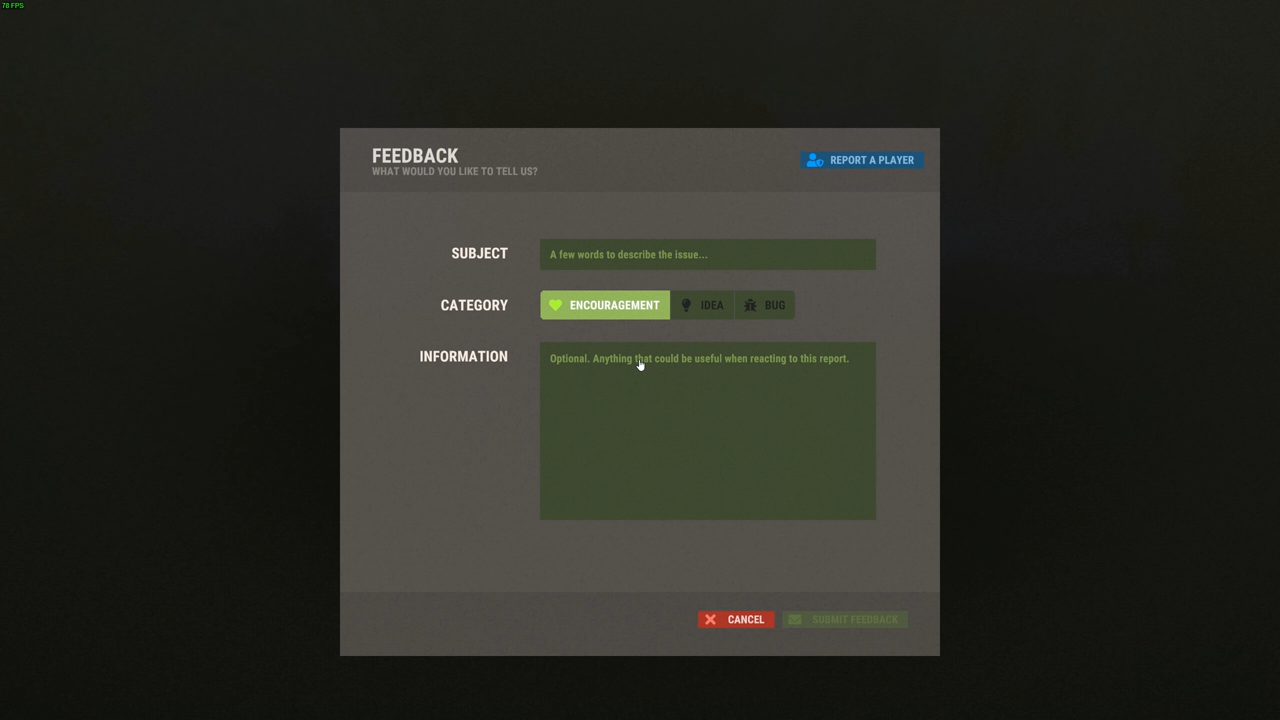 78 FPS
FEEDBACK
WHAT WOULD YOU LIKE TO TELL US?
REPORT A PLAYER
SUBJECT
A few words to describe the issue...
CATEGORY
ENCOURAGEMENT IDEA BUG
INFORMATION
Optional. Anything that could be useful when reacting to this report.
CANCEL SUBMIT FEEDBACK